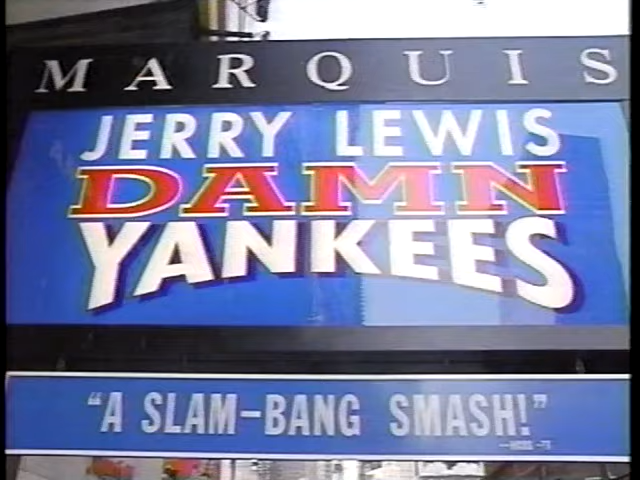 MARQUIS
JERRY LEWIS
DAMN
YANKEES
"A SLAM-BANG SMASH!"